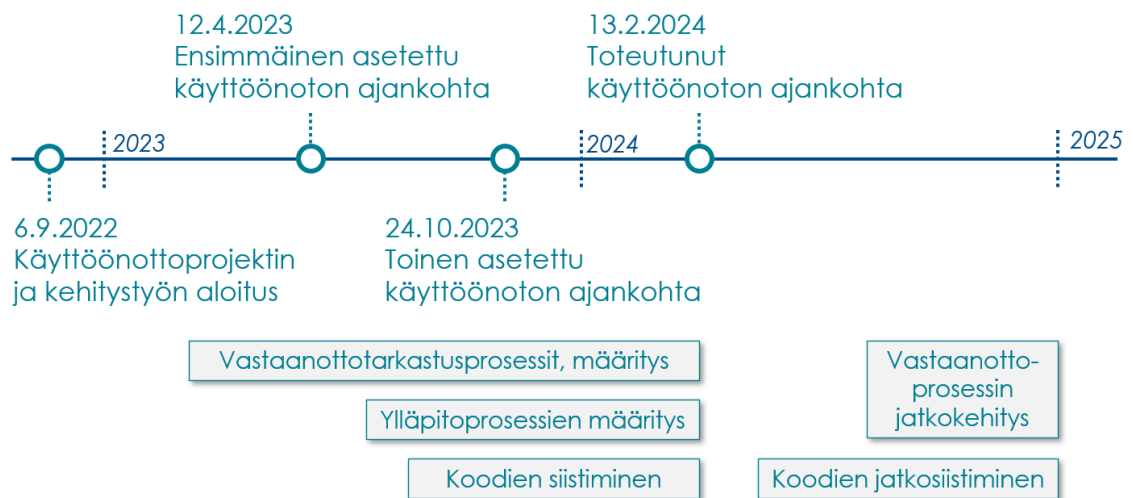 12.4.2023
Ensimmäinen asetettu
käyttöönoton ajankohta
13.2.2024
Toteutunut
käyttöönoton ajankohta
2023
2024
2025
6.9.2022
Käyttöönottoprojektin
ja kehitystyön aloitus
24.10.2023
Toinen asetettu
käyttöönoton ajankohta
Vastaanottotarkastusprosessit, määritys
Vastaanotto-
prosessin
jatkokehitys
Ylläpitoprosessien määritys
Koodien siistiminen
Koodien jatkosiistiminen